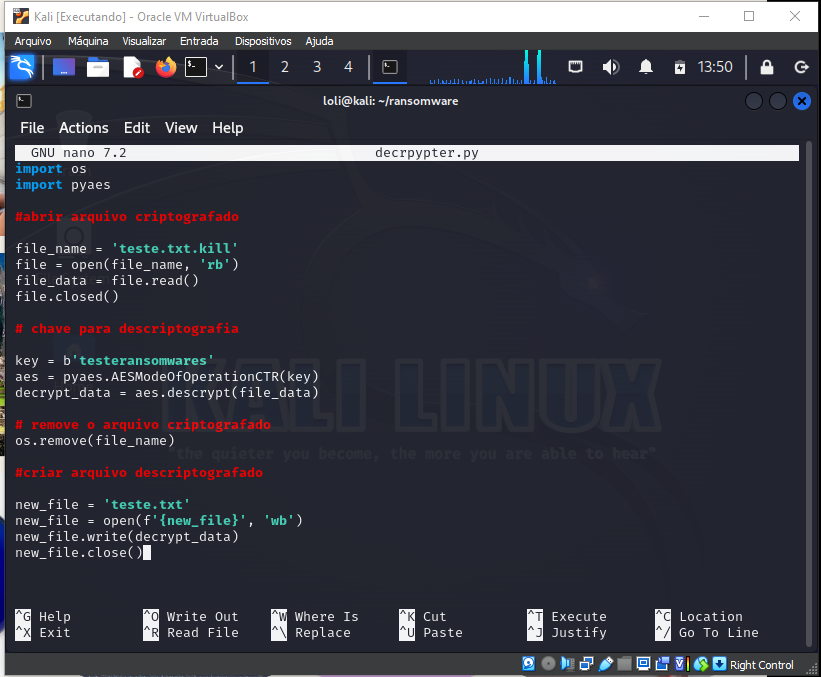 Kali [Executando] - Oracle VM VirtualBox
Arquivo Máquina Visualizar Entrada Dispositivos Ajuda
1 2 3 4 13:50
loli@kali: ~/ransomware
File Actions Edit View Help
GNU nano 7.2 decrpypter.py
import os
import pyaes
#abrir arquivo criptografado
file_name = 'teste.txt.kill'
file = open(file_name, 'rb')
file_data = file.read()
file.closed()
# chave para descriptografia
key = b'testeransomwares'
aes = pyaes.AESModeOfOperationCTR(key)
decrypt_data = aes.descrypt(file_data)
KALI LINUX
# remove o arquivo criptografado
os.remove(file_name)
"the quieter you become, the more you are able to hear"
#criar arquivo descriptografado
new_file = 'teste.txt'
new_file = open(f'{new_file}', 'wb')
new_file.write(decrypt_data)
new_file.close()
^G Help ^O Write Out ^W Where Is ^K Cut ^T Execute ^C Location
^X Exit ^R Read File ^\ Replace ^U Paste ^J Justify ^/ Go To Line
Right Control